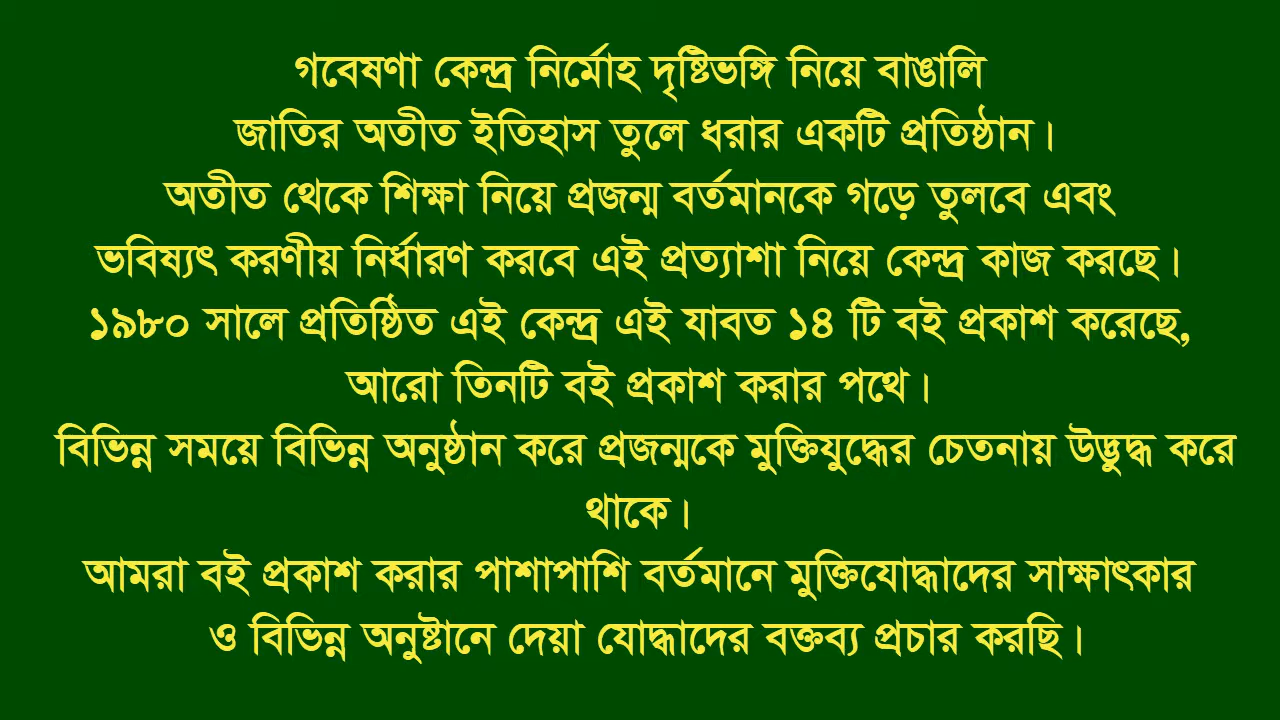 গবেষণা কেন্দ্র নির্মোহ দৃষ্টিভঙ্গি নিয়ে বাঙালি
জাতির অতীত ইতিহাস তুলে ধরার একটি প্রতিষ্ঠান।
অতীত থেকে শিক্ষা নিয়ে প্রজন্ম বর্তমানকে গড়ে তুলবে এবং
ভবিষ্যৎ করণীয় নির্ধারণ করবে এই প্রত্যাশা নিয়ে কেন্দ্র কাজ করছে।
১৯৮০ সালে প্রতিষ্ঠিত এই কেন্দ্র এই যাবত ১৪ টি বই প্রকাশ করেছে,
আরো তিনটি বই প্রকাশ করার পথে।
বিভিন্ন সময়ে বিভিন্ন অনুষ্ঠান করে প্রজন্মকে মুক্তিযুদ্ধের চেতনায় উদ্ভুদ্ধ করে
থাকে।
আমরা বই প্রকাশ করার পাশাপাশি বর্তমানে মুক্তিযোদ্ধাদের সাক্ষাৎকার
ও বিভিন্ন অনুষ্টানে দেয়া যোদ্ধাদের বক্তব্য প্রচার করছি।